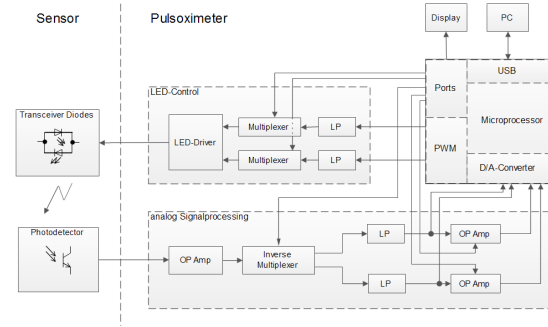 Sensor
Pulsoximeter
Display
PC
USB
Ports
Microprocessor
LED-Control
Transceiver Diodes
Multiplexer
LP
LED-Driver
PWM
Multiplexer
LP
D/A-Converter
analog Signalprocessing
Photodetector
LP
OP Amp
OP Amp
Inverse
Multiplexer
LP
OP Amp